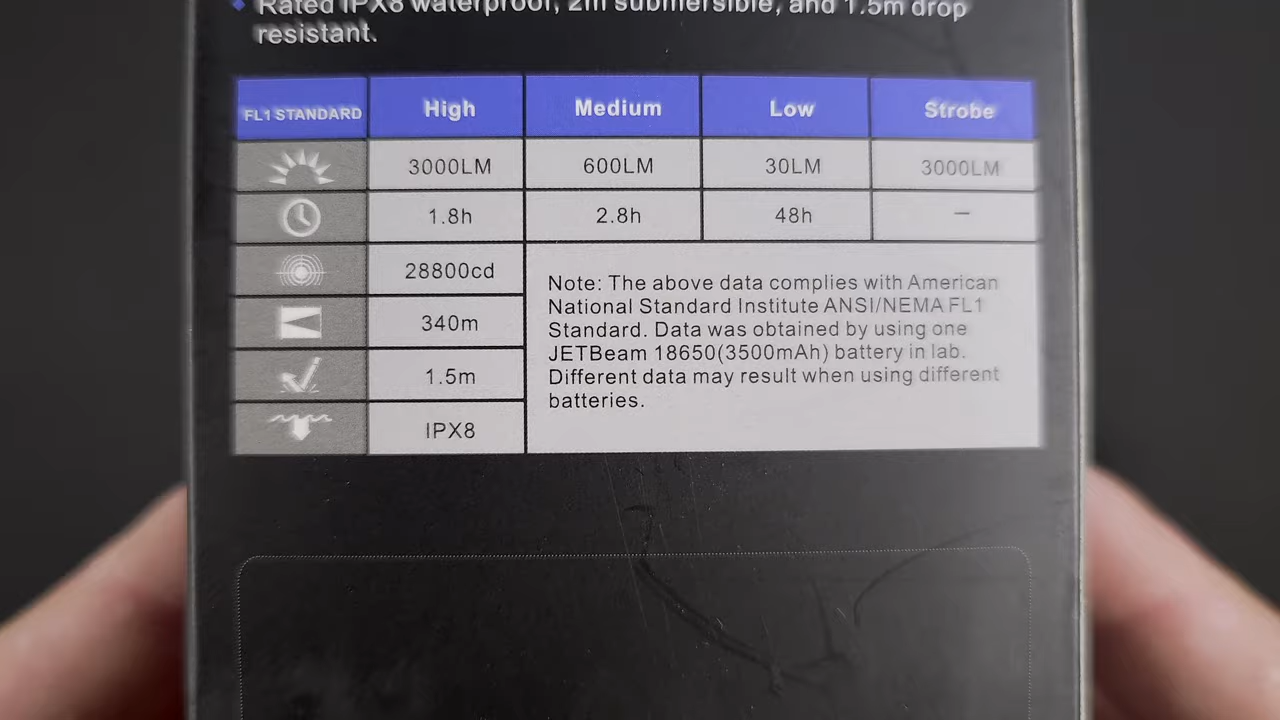 Rated IPX8 waterproof, 2m submersible, and 1.5m drop
resistant.
FL1 STANDARD High Medium Low Strobe
3000LM 600LM 30LM 3000LM
1.8h 2.8h 48h —
28800cd
340m
1.5m
IPX8
Note: The above data complies with American
National Standard Institute ANSI/NEMA FL1
Standard. Data was obtained by using one
JETBeam 18650(3500mAh) battery in lab.
Different data may result when using different
batteries.